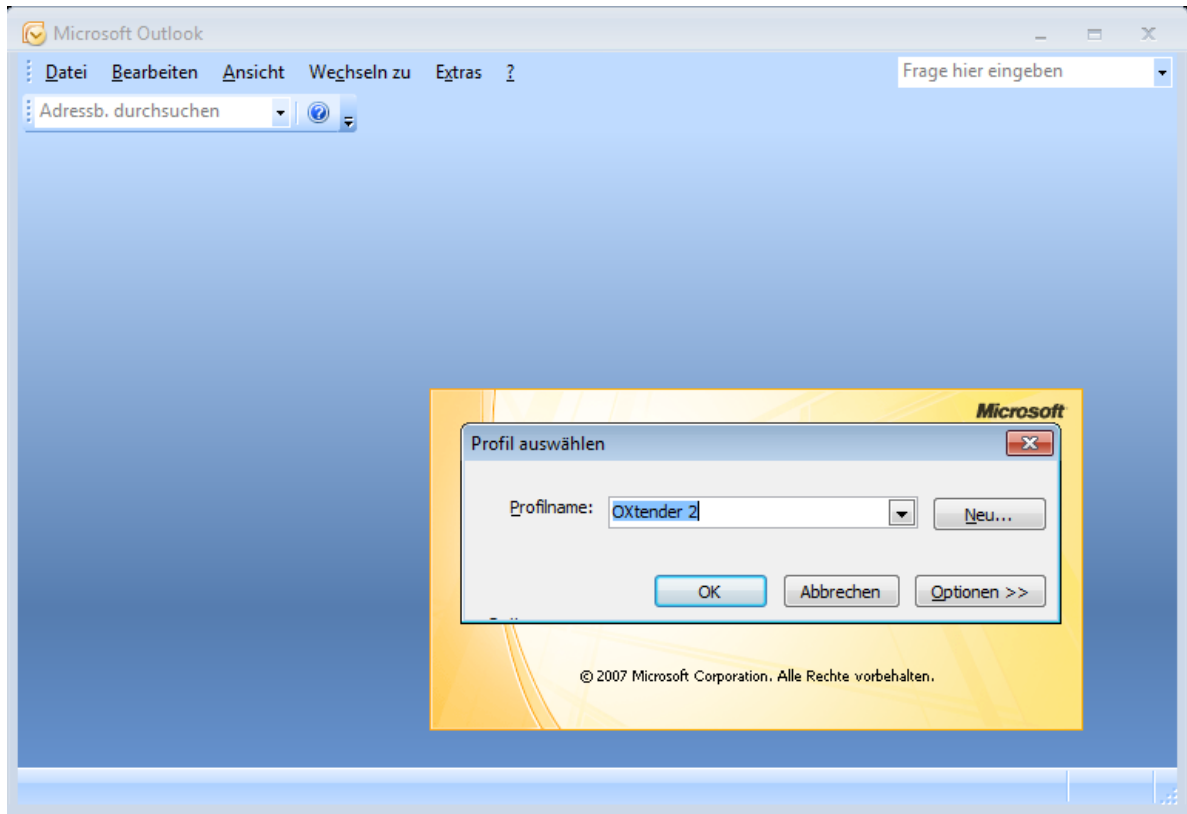 Microsoft Outlook
Datei Bearbeiten Ansicht Wechseln zu Extras ? Frage hier eingeben
Adressb. durchsuchen
Microsoft
Profil auswählen
Profilname: OXtender 2 Neu...
OK Abbrechen Optionen >>
© 2007 Microsoft Corporation. Alle Rechte vorbehalten.